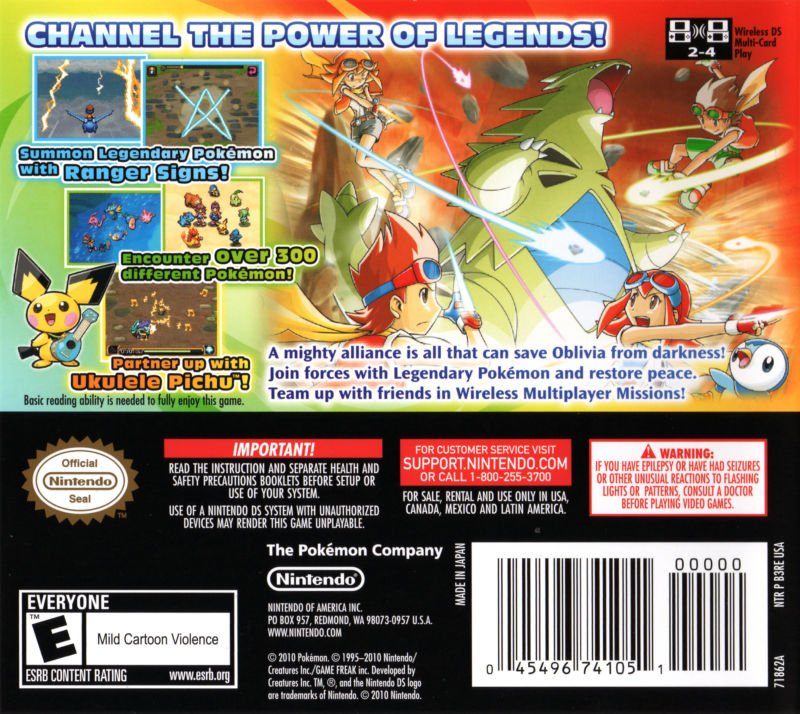 CHANNEL THE POWER OF LEGENDS!
2-4
Wireless DS
Multi-Card
Play
Summon Legendary Pokémon
with Ranger Signs!
Encounter over 300
different Pokémon!
Partner up with
Ukulele Pichu™!
Basic reading ability is needed to fully enjoy this game.
A mighty alliance is all that can save Oblivia from darkness!
Join forces with Legendary Pokémon and restore peace.
Team up with friends in Wireless Multiplayer Missions!
Official
Nintendo
Seal
TM
IMPORTANT!
READ THE INSTRUCTION AND SEPARATE HEALTH AND
SAFETY PRECAUTIONS BOOKLETS BEFORE SETUP OR
USE OF YOUR SYSTEM.
USE OF A NINTENDO DS SYSTEM WITH UNAUTHORIZED
DEVICES MAY RENDER THIS GAME UNPLAYABLE.
FOR CUSTOMER SERVICE VISIT
SUPPORT.NINTENDO.COM
OR CALL 1-800-255-3700
FOR SALE, RENTAL AND USE ONLY IN USA,
CANADA, MEXICO AND LATIN AMERICA.
WARNING:
IF YOU HAVE EPILEPSY OR HAVE HAD SEIZURES
OR OTHER UNUSUAL REACTIONS TO FLASHING
LIGHTS OR PATTERNS, CONSULT A DOCTOR
BEFORE PLAYING VIDEO GAMES.
The Pokémon Company
Nintendo®
NINTENDO OF AMERICA INC.
PO BOX 957, REDMOND, WA 98073-0957 U.S.A.
WWW.NINTENDO.COM
© 2010 Pokémon. © 1995–2010 Nintendo/
Creatures Inc./GAME FREAK inc. Developed by
Creatures Inc. TM, ®, and the Nintendo DS logo
are trademarks of Nintendo. © 2010 Nintendo.
EVERYONE
TM
E
Mild Cartoon Violence
ESRB CONTENT RATING
www.esrb.org
MADE IN JAPAN
00000
0 45496 74105 1
NTR P B3RE USA
71862A